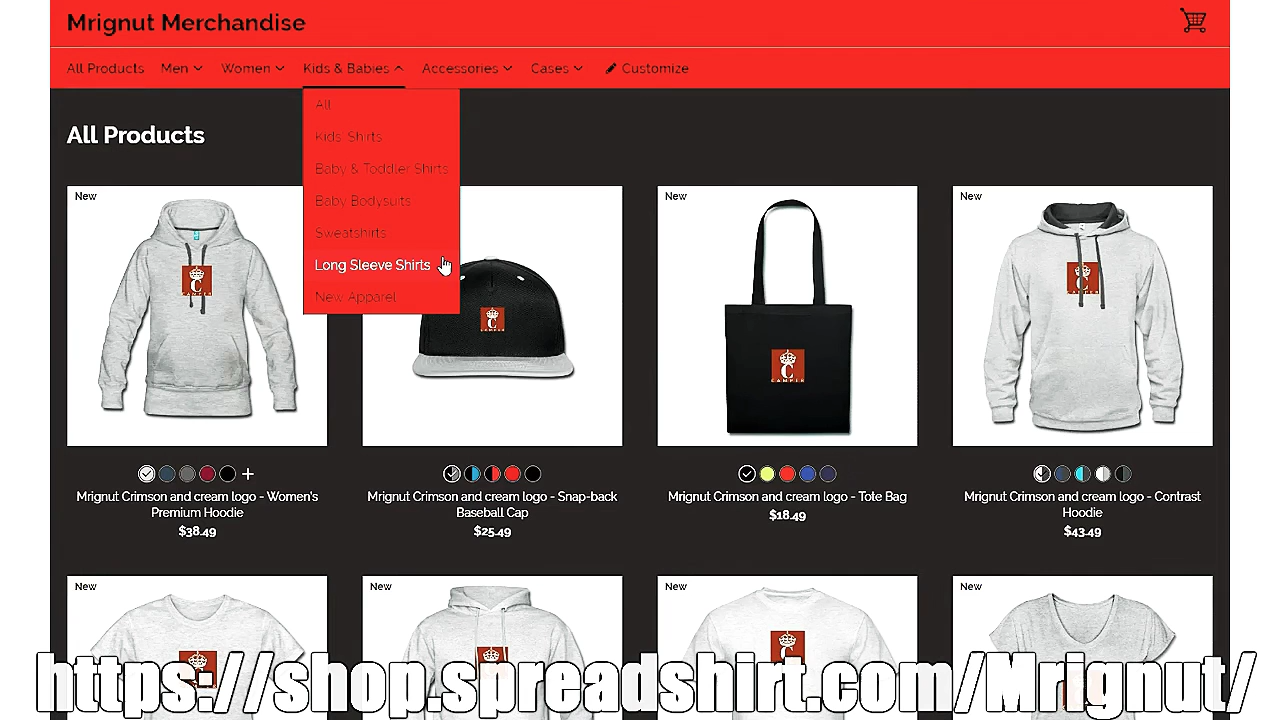 Mrignut Merchandise
All Products Men Women Kids & Babies Accessories Cases Customize
All
Kids' Shirts
Baby & Toddler Shirts
Baby Bodysuits
Sweatshirts
Long Sleeve Shirts
New Apparel
All Products
New
New
New
C
CAMPER
C
C
CAMPER
C
Mrignut Crimson and cream logo - Women's
Premium Hoodie
$38.49
Mrignut Crimson and cream logo - Snap-back
Baseball Cap
$25.49
Mrignut Crimson and cream logo - Tote Bag
$18.49
Mrignut Crimson and cream logo - Contrast
Hoodie
$43.49
New
New
New
New
https://shop.spreadshirt.com/Mrignut/